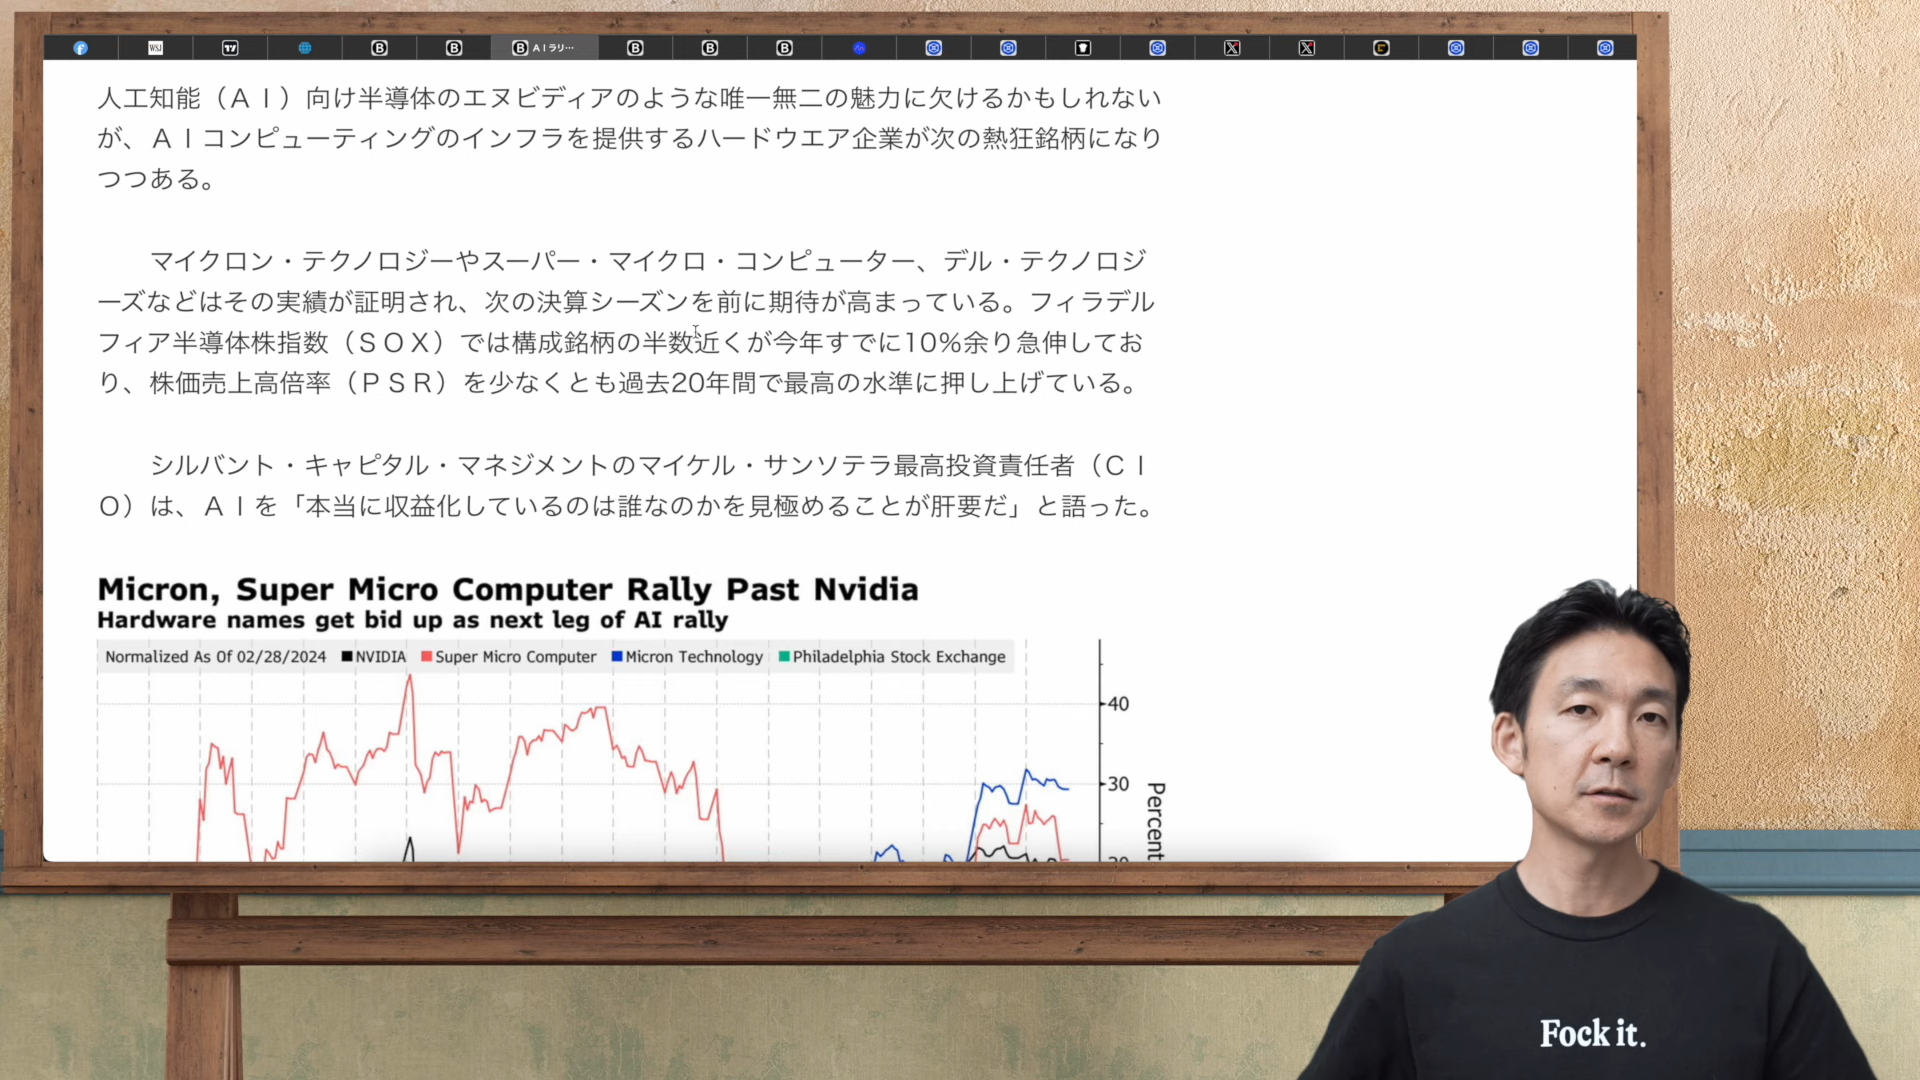 WSJ
ＡＩラリ…
人工知能（ＡＩ）向け半導体のエヌビディアのような唯一無二の魅力に欠けるかもしれない
が、ＡＩコンピューティングのインフラを提供するハードウエア企業が次の熱狂銘柄になり
つつある。
マイクロン・テクノロジーやスーパー・マイクロ・コンピューター、デル・テクノロジ
ーズなどはその実績が証明され、次の決算シーズンを前に期待が高まっている。フィラデル
フィア半導体株指数（ＳＯＸ）では構成銘柄の半数近くが今年すでに10％余り急伸してお
り、株価売上高倍率（ＰＳＲ）を少なくとも過去20年間で最高の水準に押し上げている。
シルバント・キャピタル・マネジメントのマイケル・サンソテラ最高投資責任者（ＣＩ
Ｏ）は、ＡＩを「本当に収益化しているのは誰なのかを見極めることが肝要だ」と語った。
Micron, Super Micro Computer Rally Past Nvidia
Hardware names get bid up as next leg of AI rally
Normalized As Of 02/28/2024 NVIDIA Super Micro Computer Micron Technology Philadelphia Stock Exchange
40
30
Percent
Fock it.